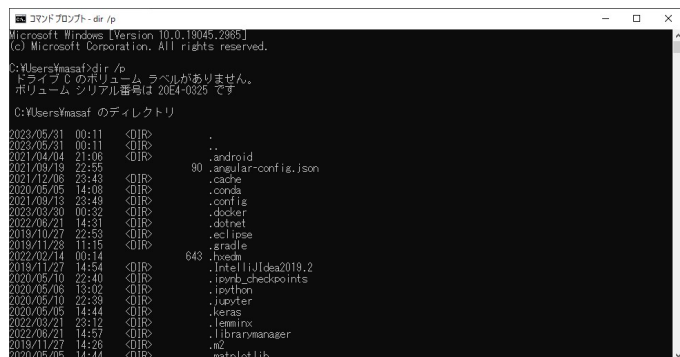 コマンド プロンプト - dir /p
Microsoft Windows [Version 10.0.19045.2965]
(c) Microsoft Corporation. All rights reserved.
C:¥Users¥masaf>dir /p
ドライブ C のボリューム ラベルがありません。
ボリューム シリアル番号は 20E4-0325 です
C:¥Users¥masaf のディレクトリ
2023/05/31 00:11 <DIR> .
2023/05/31 00:11 <DIR> ..
2021/04/04 21:06 <DIR> .android
2021/09/19 22:55 90 .angular-config.json
2021/12/06 23:43 <DIR> .cache
2020/05/05 14:08 <DIR> .conda
2021/09/13 23:49 <DIR> .config
2023/03/30 00:32 <DIR> .docker
2022/06/21 14:31 <DIR> .dotnet
2019/10/27 22:53 <DIR> .eclipse
2019/11/28 11:15 <DIR> .gradle
2022/02/14 00:14 643 .hxedm
2019/11/27 14:54 <DIR> .IntelliJIdea2019.2
2020/05/10 22:40 <DIR> .ipynb_checkpoints
2020/05/06 13:02 <DIR> .ipython
2020/05/10 22:39 <DIR> .jupyter
2020/05/05 14:44 <DIR> .keras
2022/03/21 23:12 <DIR> .lemminx
2022/06/21 14:57 <DIR> .librarymanager
2019/11/27 14:26 <DIR> .m2
2020/05/05 14:44 <DIR> .matplotlib